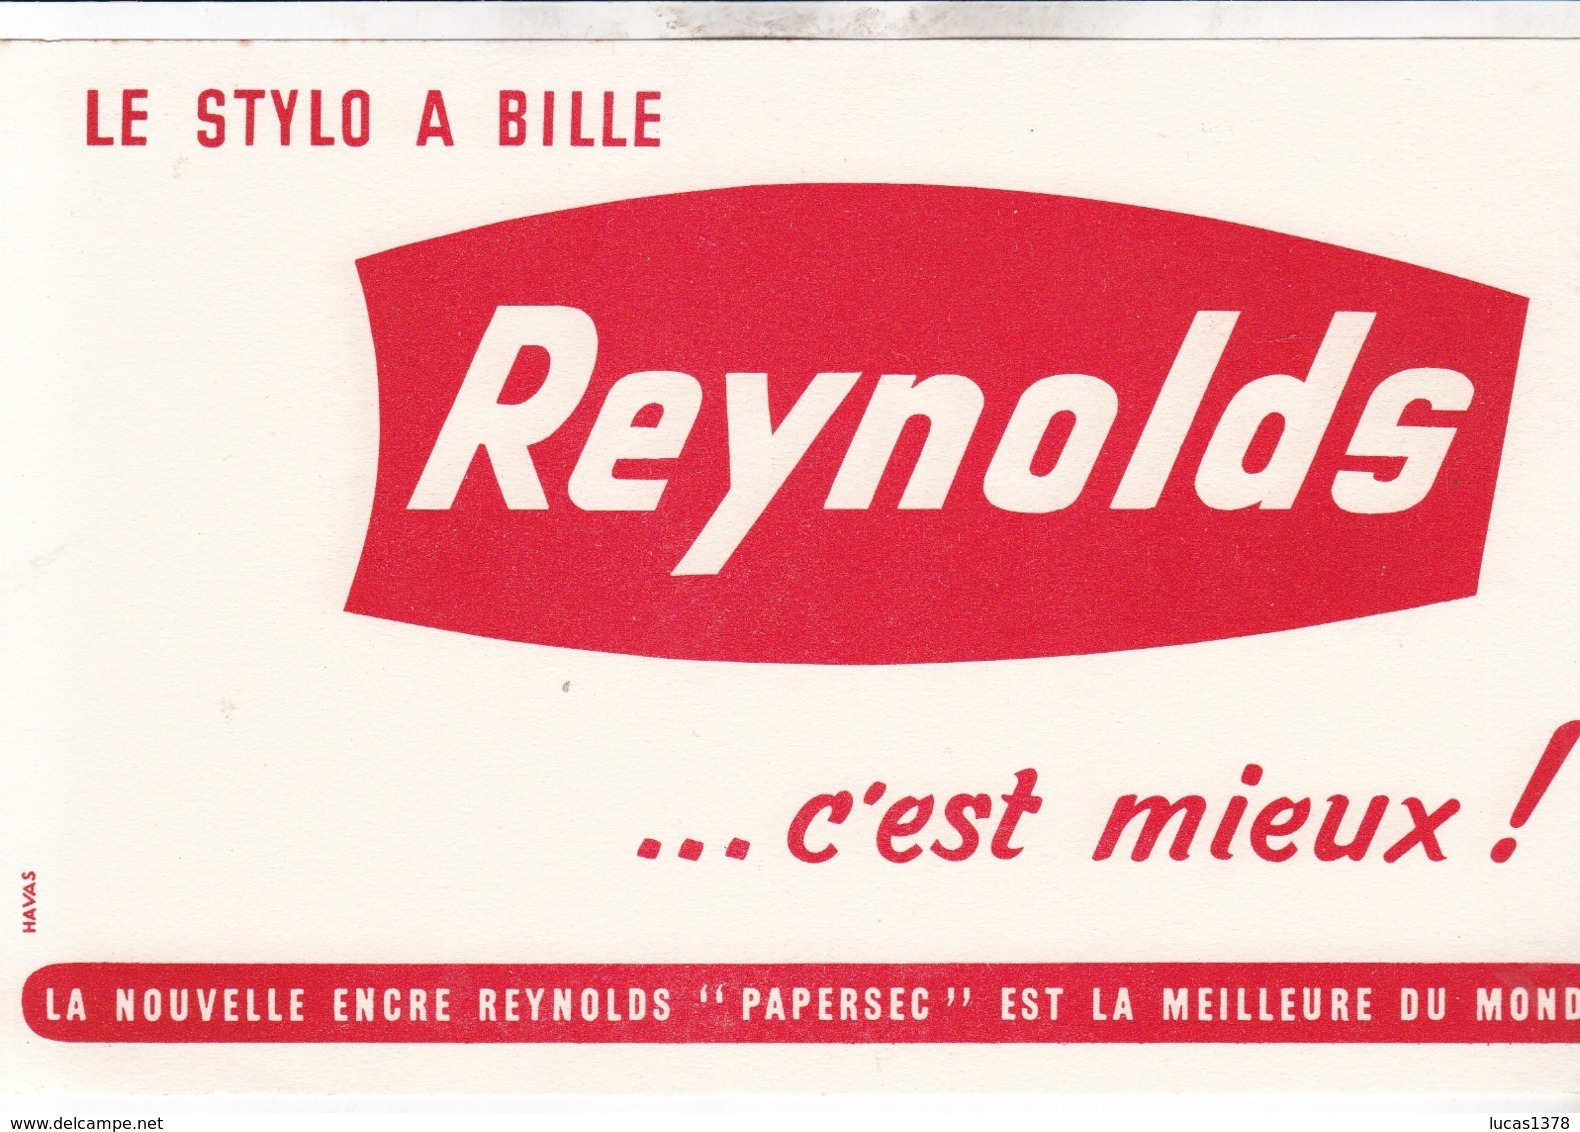 LE STYLO A BILLE
Reynolds
...c'est mieux !
HAVAS
LA NOUVELLE ENCRE REYNOLDS “ PAPERSEC ” EST LA MEILLEURE DU MOND
www.delcampe.net
lucas1378